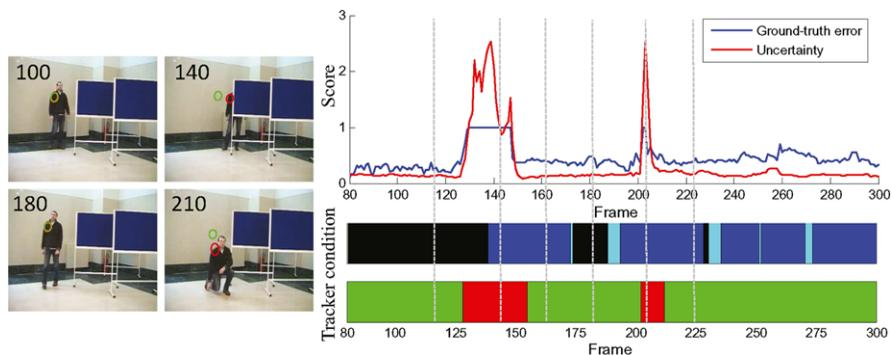 100
140
180
210
3
2
1
0
Score
Ground-truth error
Uncertainty
80 100 120 140 160 180 200 220 240 260 280 300
Frame
Tracker condition
80 100 125 150 175 200 225 250 275 300
Frame